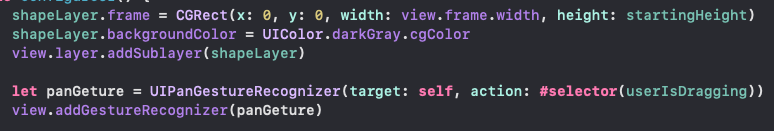 shapeLayer.frame = CGRect(x: 0, y: 0, width: view.frame.width, height: startingHeight)
shapeLayer.backgroundColor = UIColor.darkGray.cgColor
view.layer.addSublayer(shapeLayer)
let panGeture = UIPanGestureRecognizer(target: self, action: #selector(userIsDragging))
view.addGestureRecognizer(panGeture)